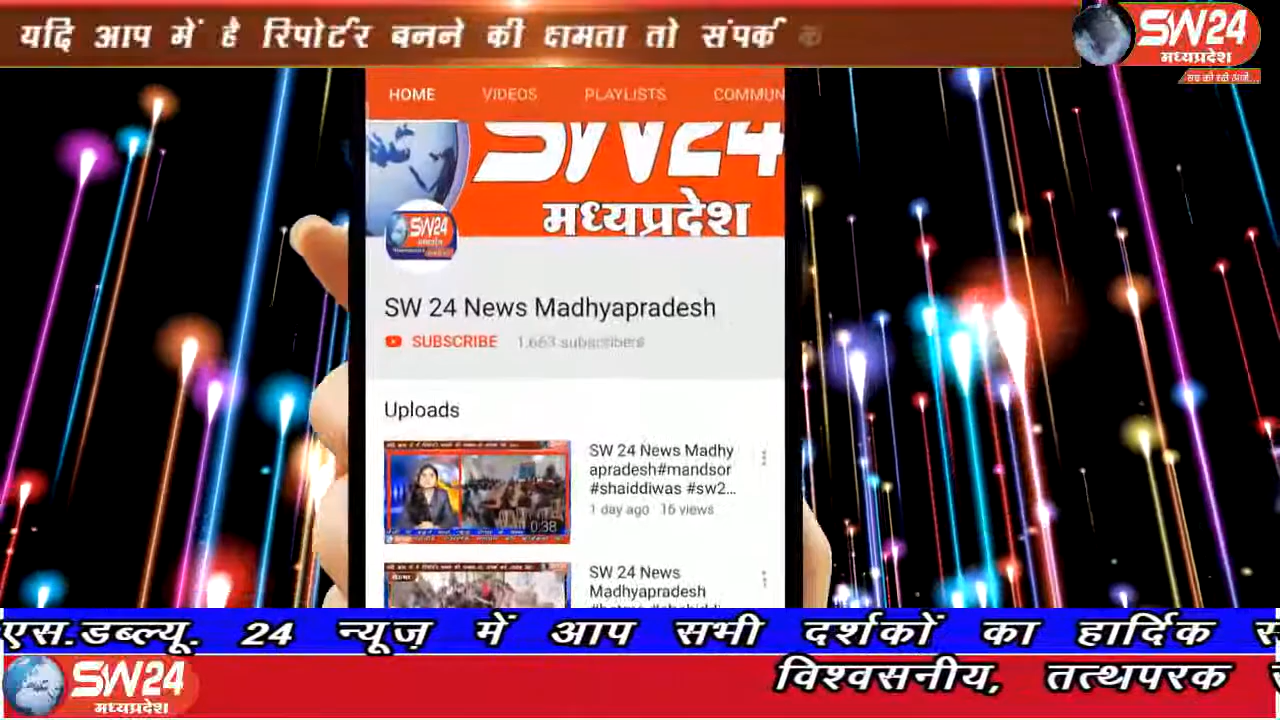 यदि आप में है रिपोर्टर बनने की क्षमता तो संपर्क
SW24
मध्यप्रदेश
HOME VIDEOS PLAYLISTS COMMUN
SW24
मध्यप्रदेश
SW24
SW 24 News Madhyapradesh
SUBSCRIBE 1,663 subscribers
Uploads
SW 24 News Madhy
apradesh#mandsor
#shaiddiwas #sw2...
1 day ago 16 views
0:38
SW 24 News
Madhyapradesh
एस.डब्ल्यू. 24 न्यूज़ में आप सभी दर्शकों का हार्दिक
विश्वसनीय, तत्थपरक
SW24
मध्यप्रदेश